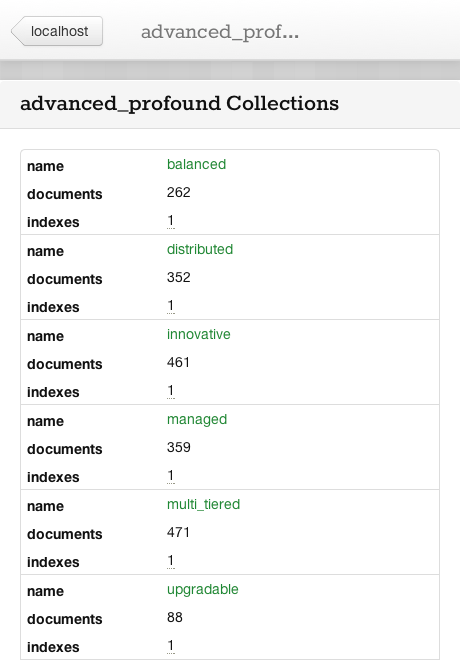 localhost
advanced_prof...
advanced_profound Collections
name balanced
documents 262
indexes 1
name distributed
documents 352
indexes 1
name innovative
documents 461
indexes 1
name managed
documents 359
indexes 1
name multi_tiered
documents 471
indexes 1
name upgradable
documents 88
indexes 1